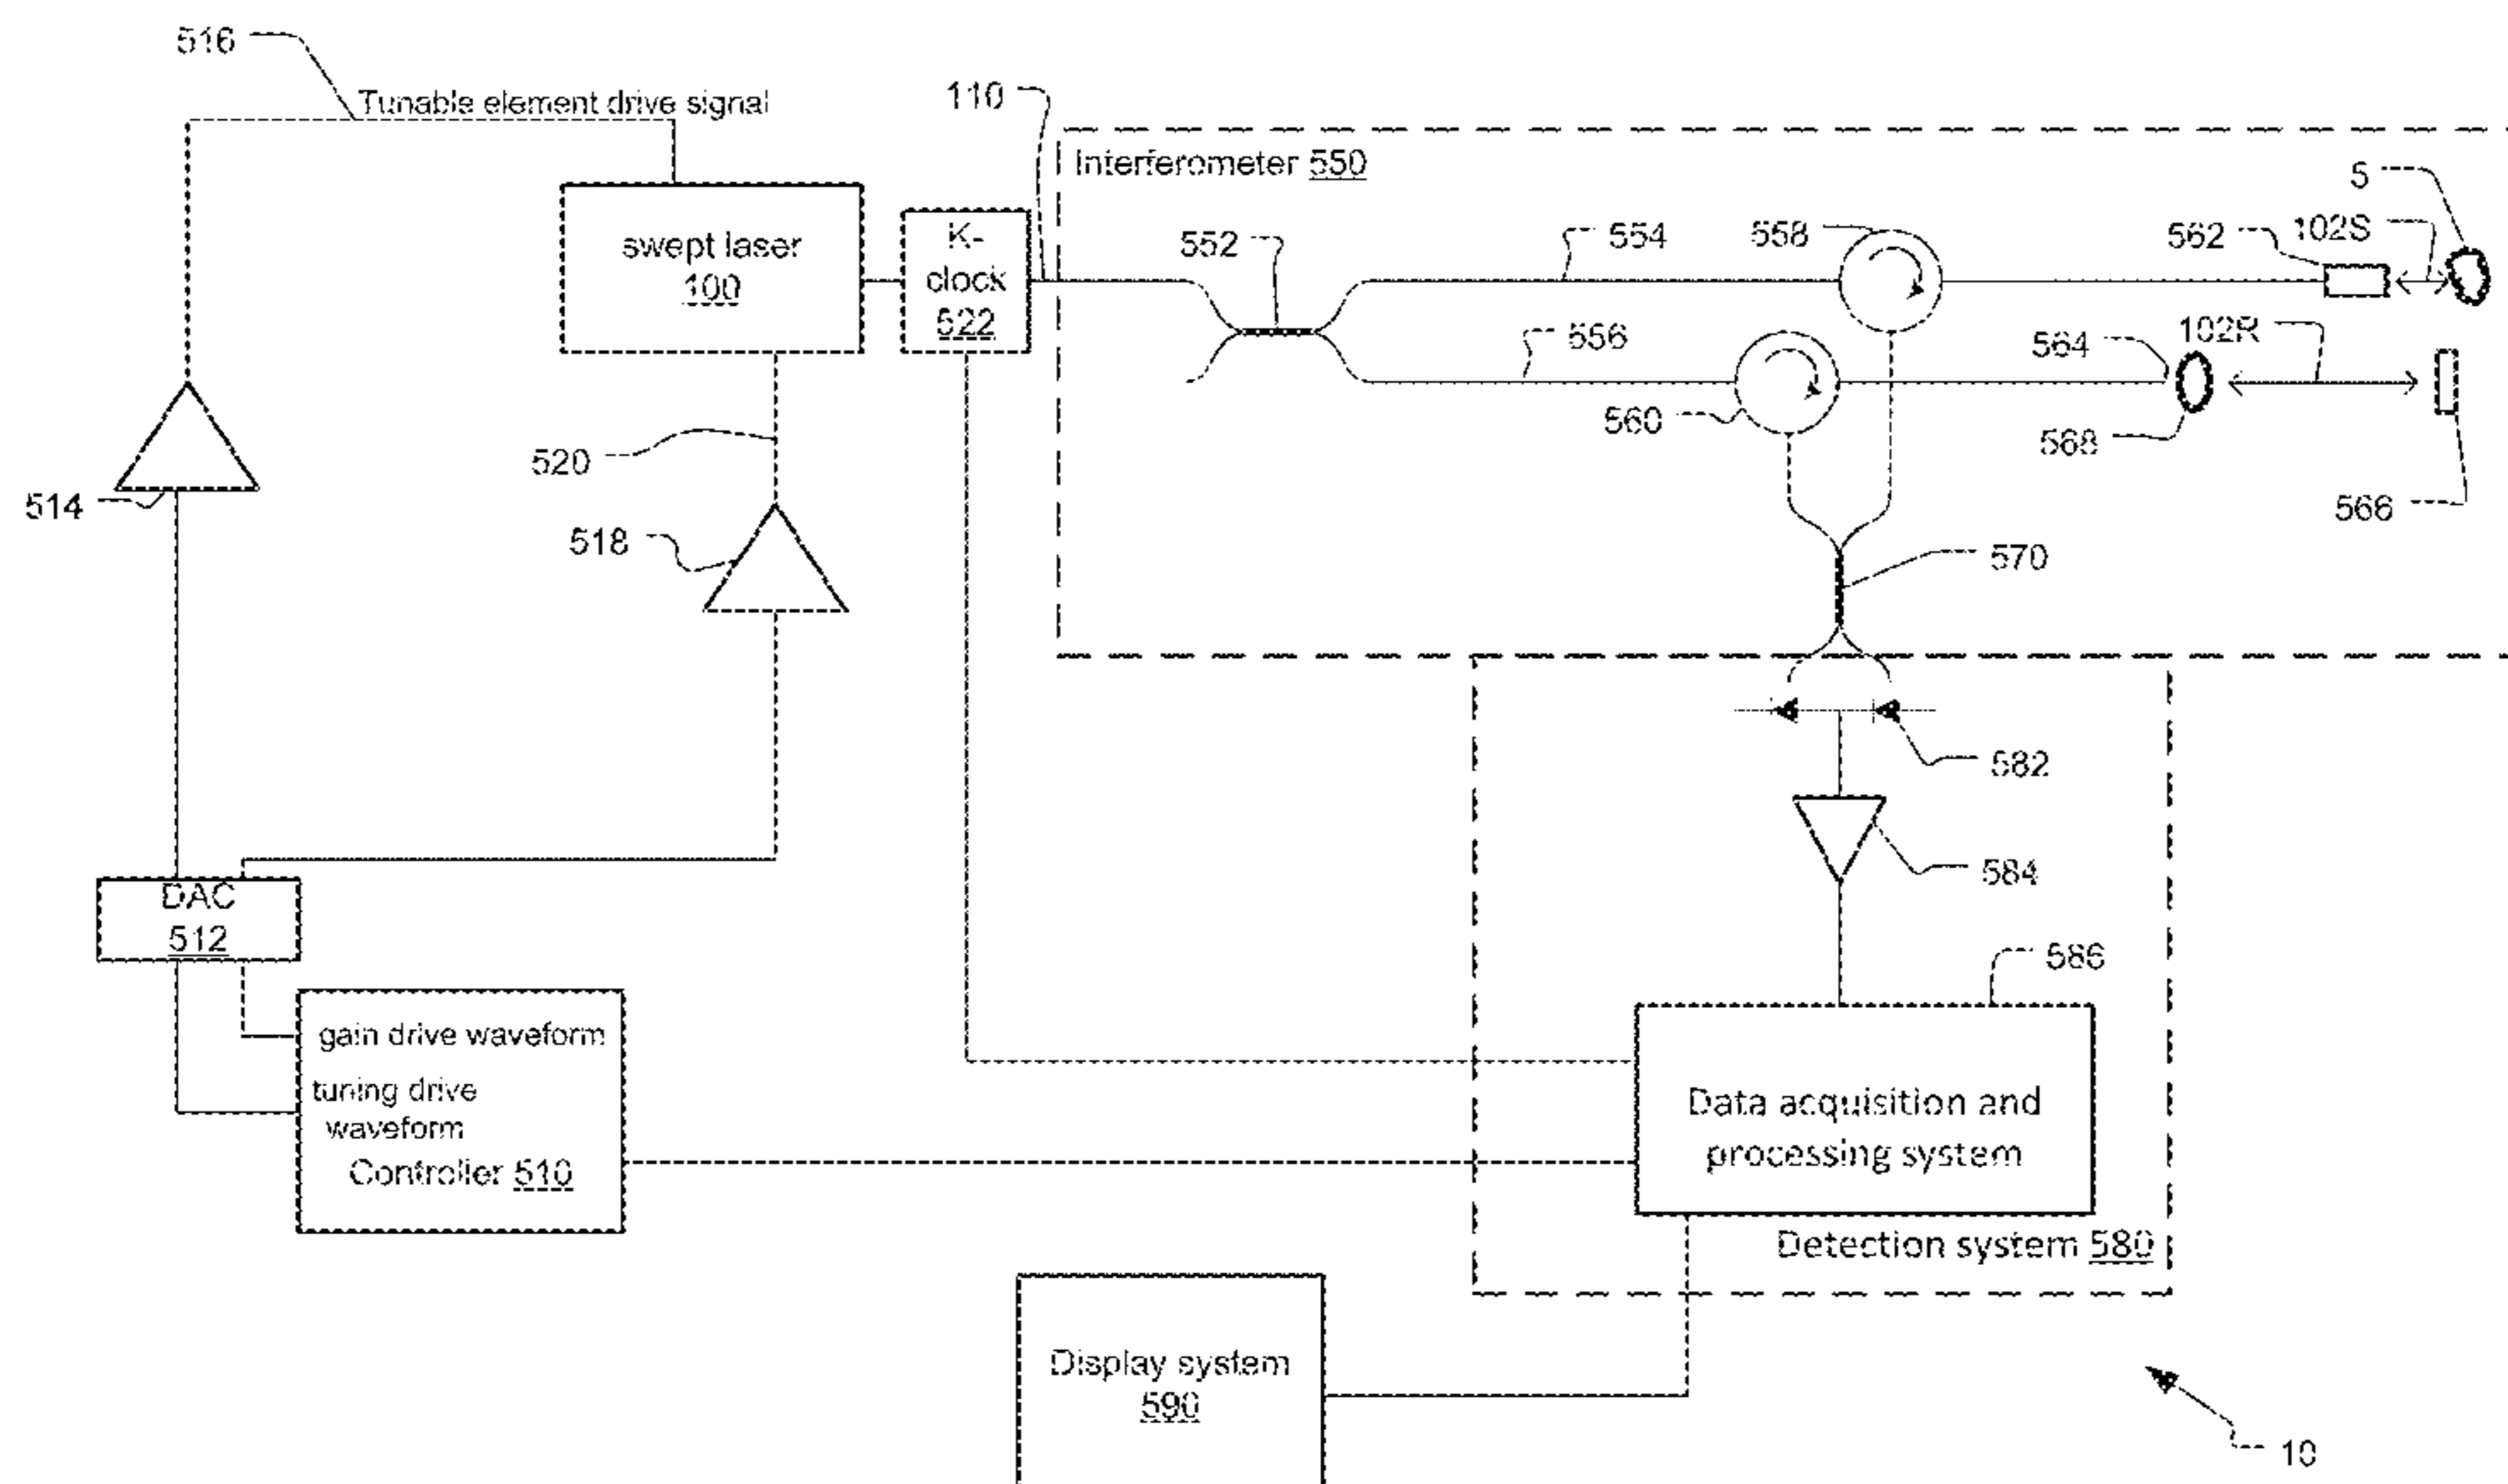 516
Tunable element drive signal
110
Interferometer 550
5
swept laser
100
K-
clock
522
552
554
558
562
102S
556
560
564
102R
568
566
514
520
518
570
582
584
DAC
512
586
gain drive waveform
tuning drive
waveform
Controller 510
Data acquisition and
processing system
Detection system 580
Display system
590
10